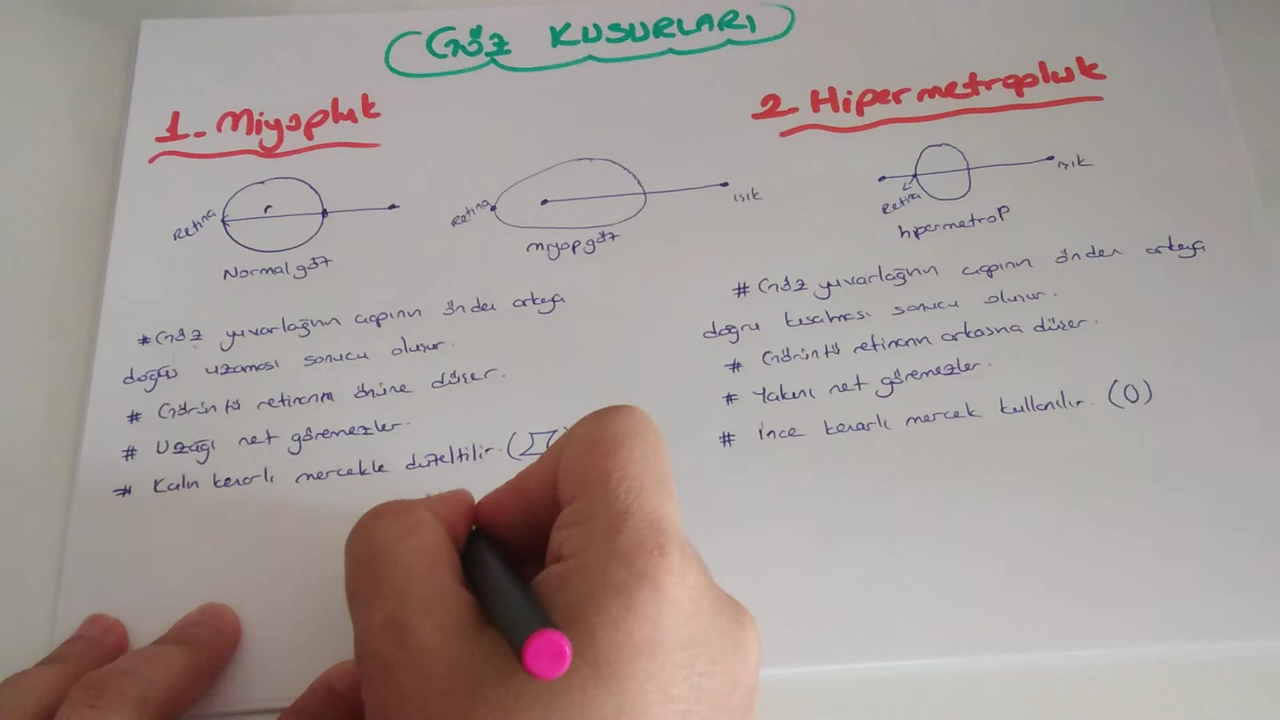 GÖZ KUSURLARI
1. Miyopluk
Retina
Normal göz
Retina
ışık
miyop göz
* Göz yuvarlağının çapının önden arkaya
doğru uzaması sonucu oluşur.
# Görüntü retinanın önüne düşer.
# Uzağı net göremezler.
# Kalın kenarlı mercekle düzeltilir. (
2. Hipermetropluk
ışık
Retina
hipermetrop
# Göz yuvarlağının çapının önden arkaya
doğru kısalması sonucu oluşur.
# Görüntü retinanın arkasına düşer.
# Yakını net göremezler.
# İnce kenarlı mercek kullanılır. (0)